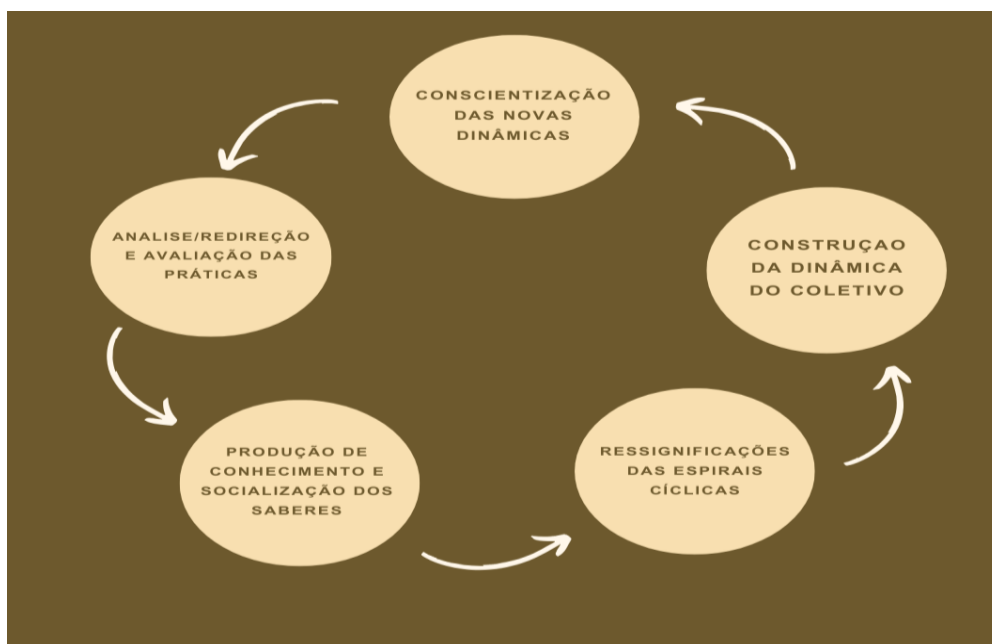 CONSCIENTIZAÇÃO
DAS NOVAS
DINÂMICAS
ANALISE/REDIREÇÃO
E AVALIAÇÃO DAS
PRÁTICAS
PRODUÇÃO DE
CONHECIMENTO E
SOCIALIZAÇÃO DOS
SABERES
RESSIGNIFICAÇÕES
DAS ESPIRAIS
CÍCLICAS
CONSTRUÇAO
DA DINÂMICA
DO COLETIVO